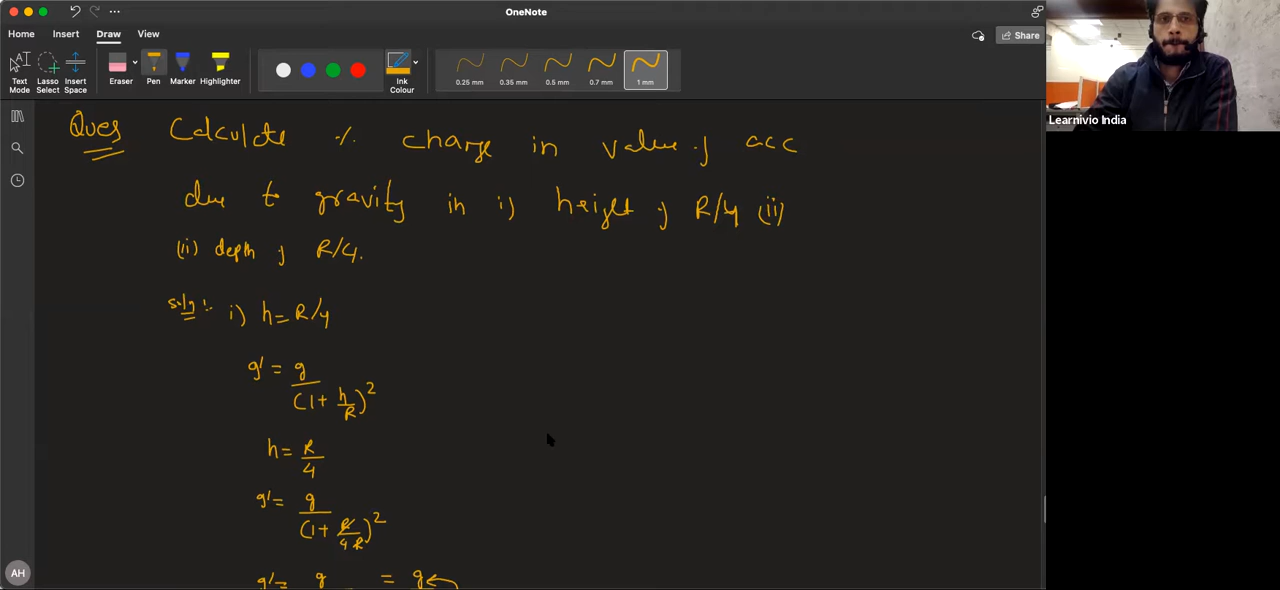 OneNote
Home Insert Draw View
Share
Text Mode
Lasso Select
Insert Space
Eraser
Pen
Marker
Highlighter
Ink Colour
0.25 mm
0.35 mm
0.5 mm
0.7 mm
1 mm
Learnivio India
Ques Calculate % change in value of acc
due to gravity in i) height of R/4 (ii)
(ii) depth of R/4.
Soln :- i) h = R/4
g' = g / (1 + h/R)²
h = R/4
g' = g / (1 + R/4R)²
g' = g = g
AH